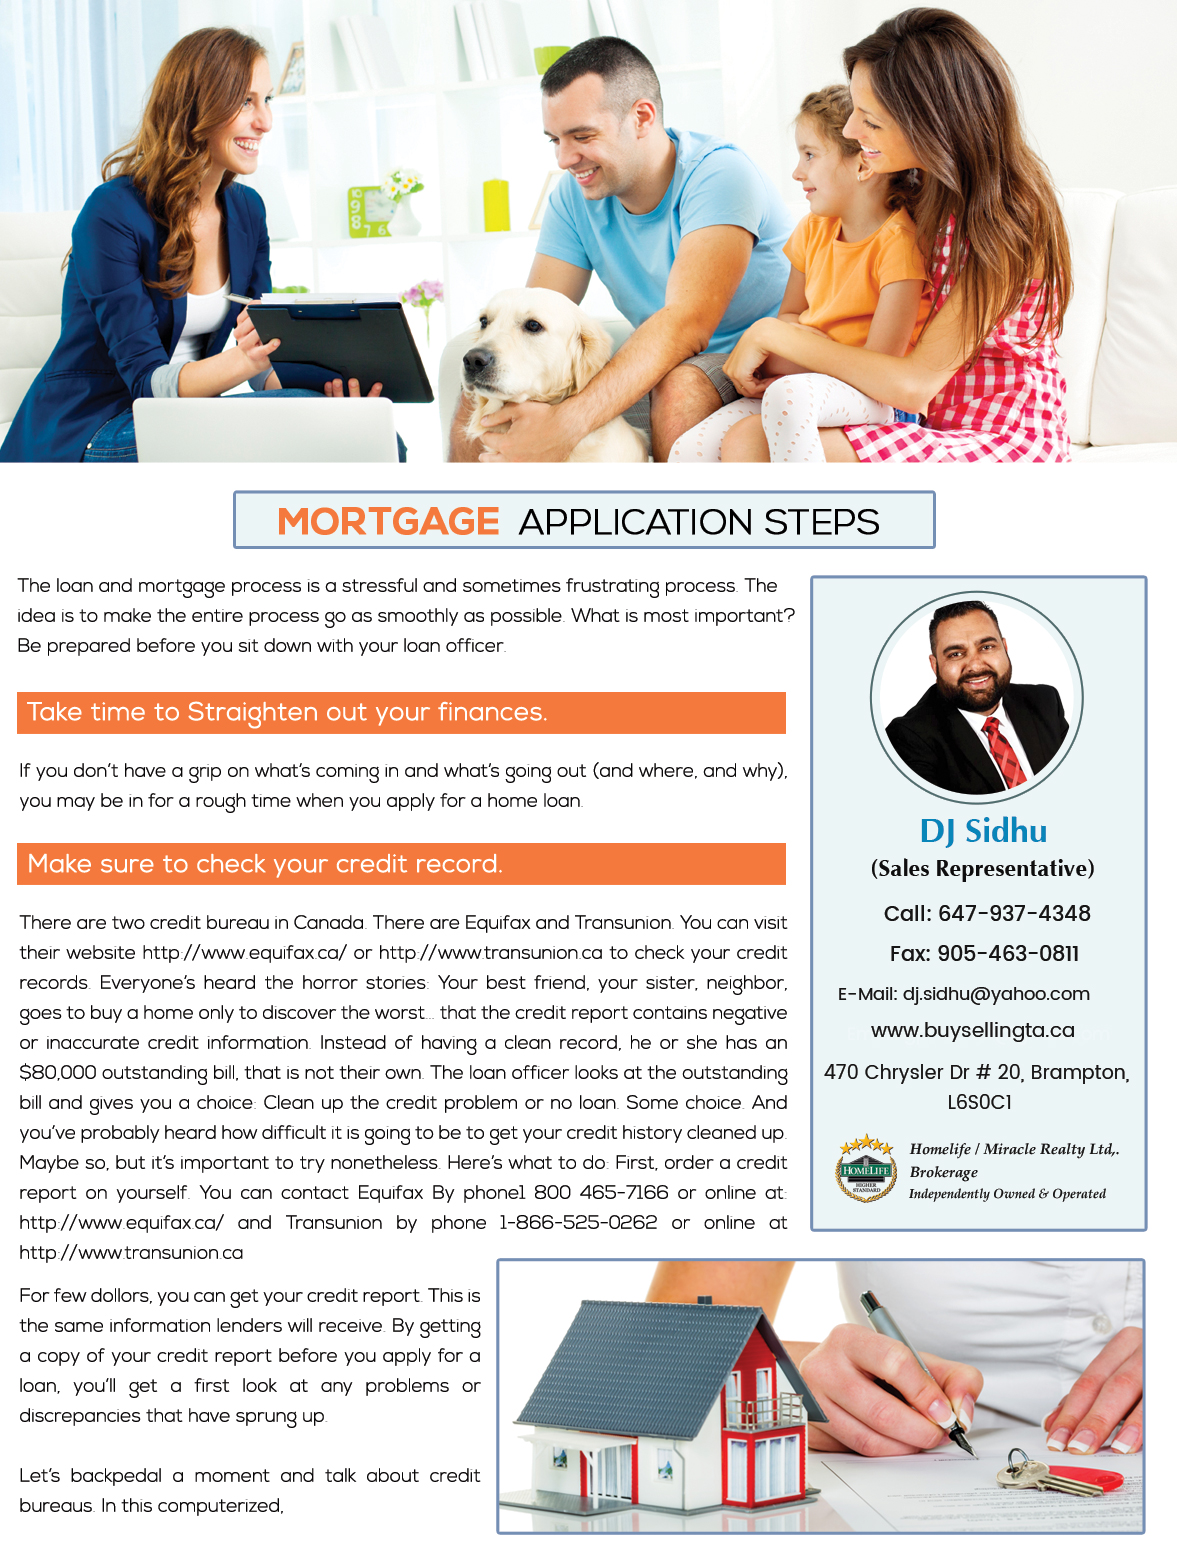 MORTGAGE APPLICATION STEPS
The loan and mortgage process is a stressful and sometimes frustrating process. The
idea is to make the entire process go as smoothly as possible. What is most important?
Be prepared before you sit down with your loan officer.
Take time to Straighten out your finances.
If you don't have a grip on what's coming in and what's going out (and where, and why),
you may be in for a rough time when you apply for a home loan.
Make sure to check your credit record.
There are two credit bureau in Canada. There are Equifax and Transunion. You can visit
their website http://www.equifax.ca/ or http://www.transunion.ca to check your credit
records. Everyone's heard the horror stories: Your best friend, your sister, neighbor,
goes to buy a home only to discover the worst... that the credit report contains negative
or inaccurate credit information. Instead of having a clean record, he or she has an
$80,000 outstanding bill, that is not their own. The loan officer looks at the outstanding
bill and gives you a choice: Clean up the credit problem or no loan. Some choice. And
you've probably heard how difficult it is going to be to get your credit history cleaned up.
Maybe so, but it's important to try nonetheless. Here's what to do: First, order a credit
report on yourself. You can contact Equifax By phone1 800 465-7166 or online at:
http://www.equifax.ca/ and Transunion by phone 1-866-525-0262 or online at
http://www.transunion.ca
For few dollors, you can get your credit report. This is
the same information lenders will receive. By getting
a copy of your credit report before you apply for a
loan, you'll get a first look at any problems or
discrepancies that have sprung up.
Let's backpedal a moment and talk about credit
bureaus. In this computerized,
DJ Sidhu
(Sales Representative)
Call: 647-937-4348
Fax: 905-463-0811
E-Mail: dj.sidhu@yahoo.com
www.buysellingta.ca
470 Chrysler Dr # 20, Brampton,
L6S0C1
HOMELIFE
HIGHER
STANDARD
Homelife / Miracle Realty Ltd,.
Brokerage
Independently Owned & Operated